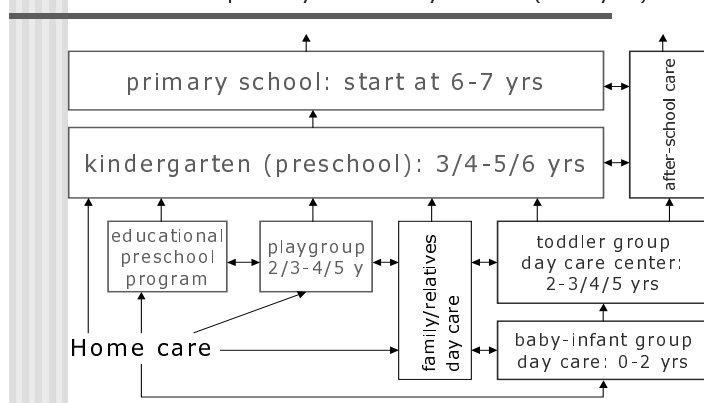 primary school: start at 6-7 yrs
after-school care
kindergarten (preschool): 3/4-5/6 yrs
educational
preschool
program
playgroup
2/3-4/5 y
family/relatives
day care
toddler group
day care center:
2-3/4/5 yrs
Home care
baby-infant group
day care: 0-2 yrs